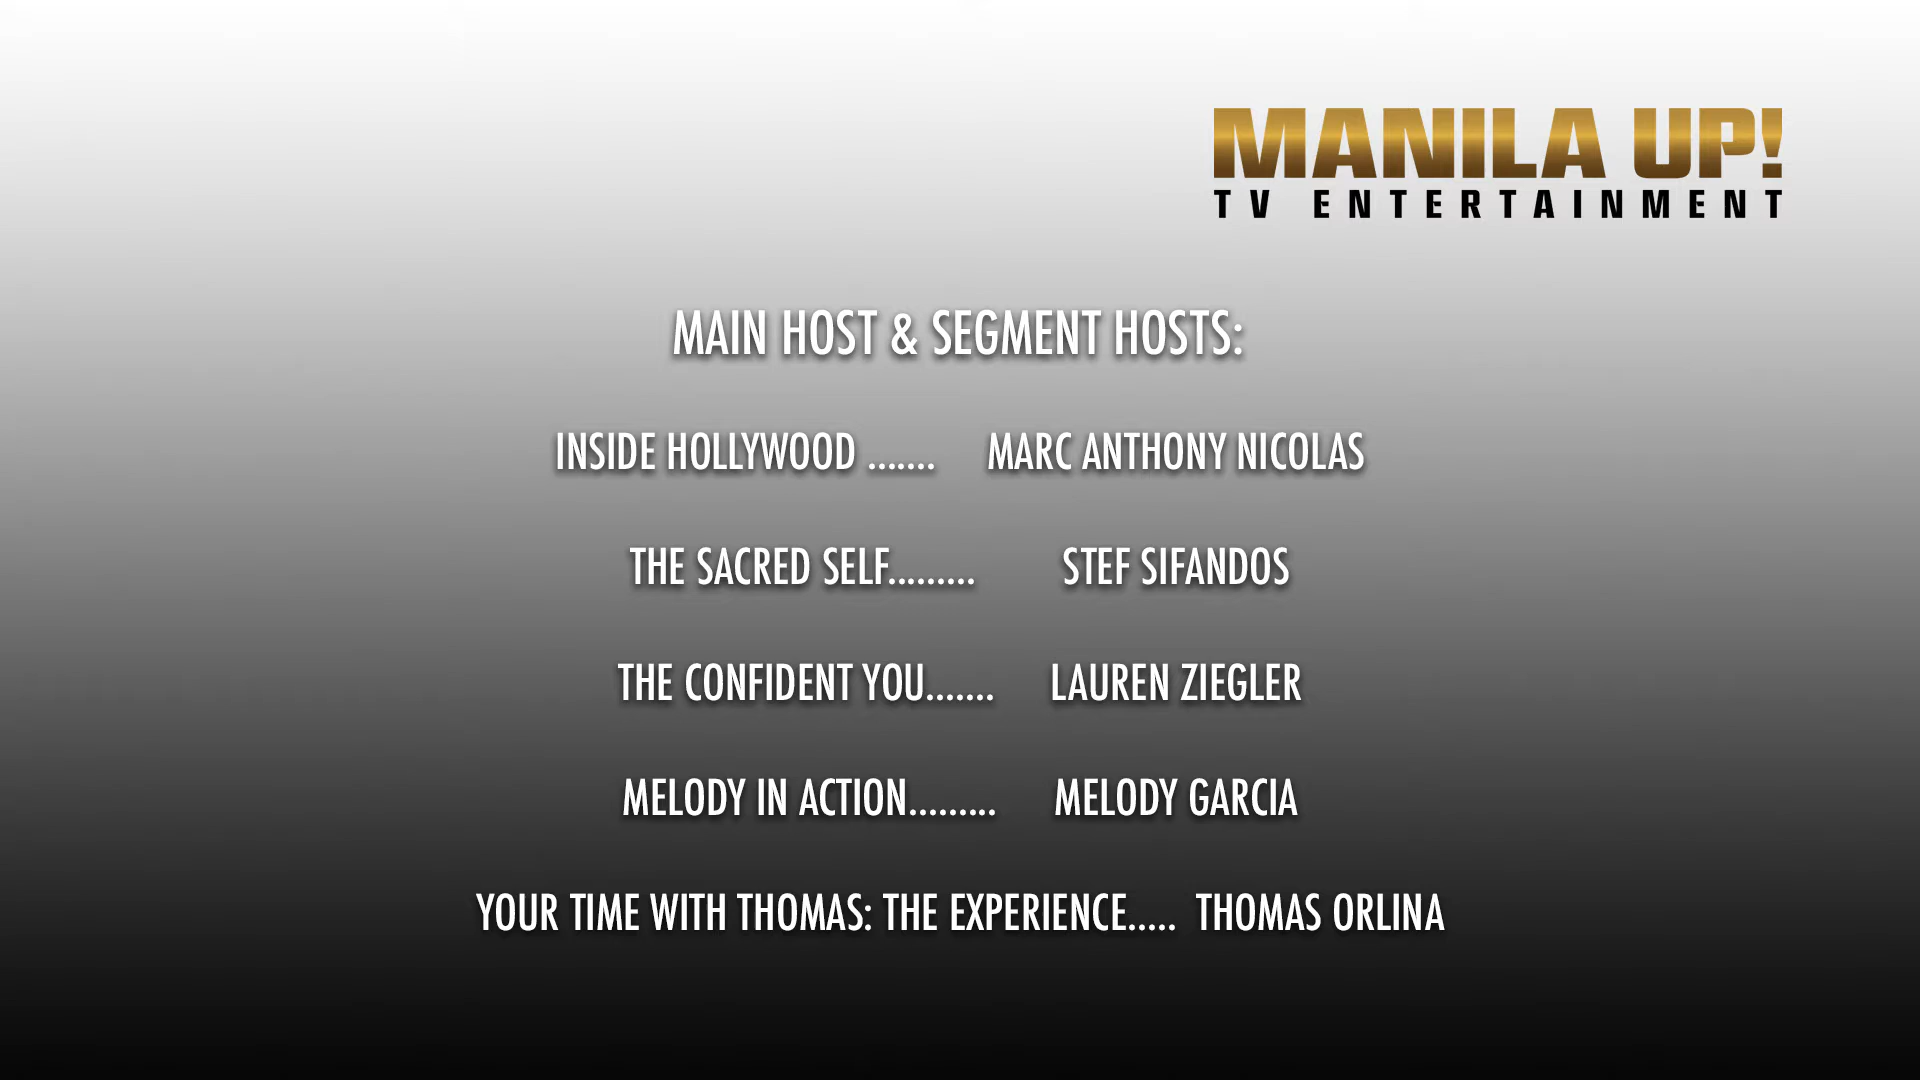 MANILA UP!
TV ENTERTAINMENT
MAIN HOST & SEGMENT HOSTS:
INSIDE HOLLYWOOD ....... MARC ANTHONY NICOLAS
THE SACRED SELF......... STEF SIFANDOS
THE CONFIDENT YOU....... LAUREN ZIEGLER
MELODY IN ACTION......... MELODY GARCIA
YOUR TIME WITH THOMAS: THE EXPERIENCE..... THOMAS ORLINA